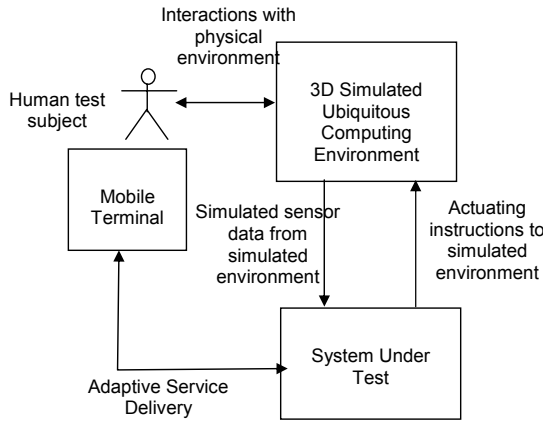 Interactions with
physical
environment
Human test
subject
3D Simulated
Ubiquitous
Computing
Environment
Mobile
Terminal
Simulated sensor
data from
simulated
environment
Actuating
instructions to
simulated
environment
System Under
Test
Adaptive Service
Delivery